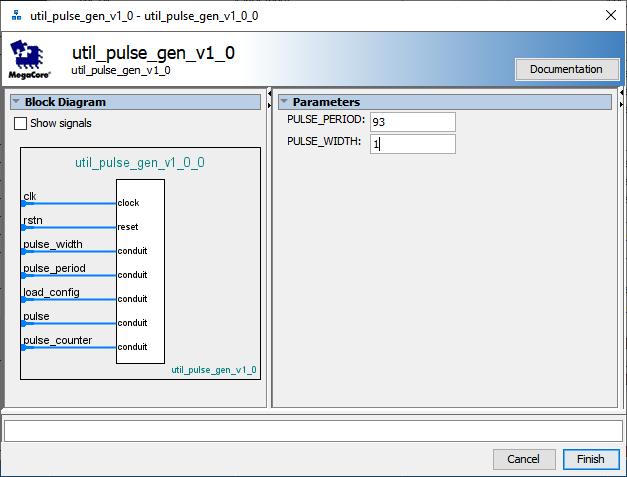 util_pulse_gen_v1_0 - util_pulse_gen_v1_0_0
util_pulse_gen_v1_0
util_pulse_gen_v1_0
MegaCore®
Documentation
Block Diagram
Show signals
util_pulse_gen_v1_0_0
clk
clock
rstn
reset
pulse_width
conduit
pulse_period
conduit
load_config
conduit
pulse
conduit
pulse_counter
conduit
util_pulse_gen_v1_0
Parameters
PULSE_PERIOD: 93
PULSE_WIDTH: 1
Cancel
Finish